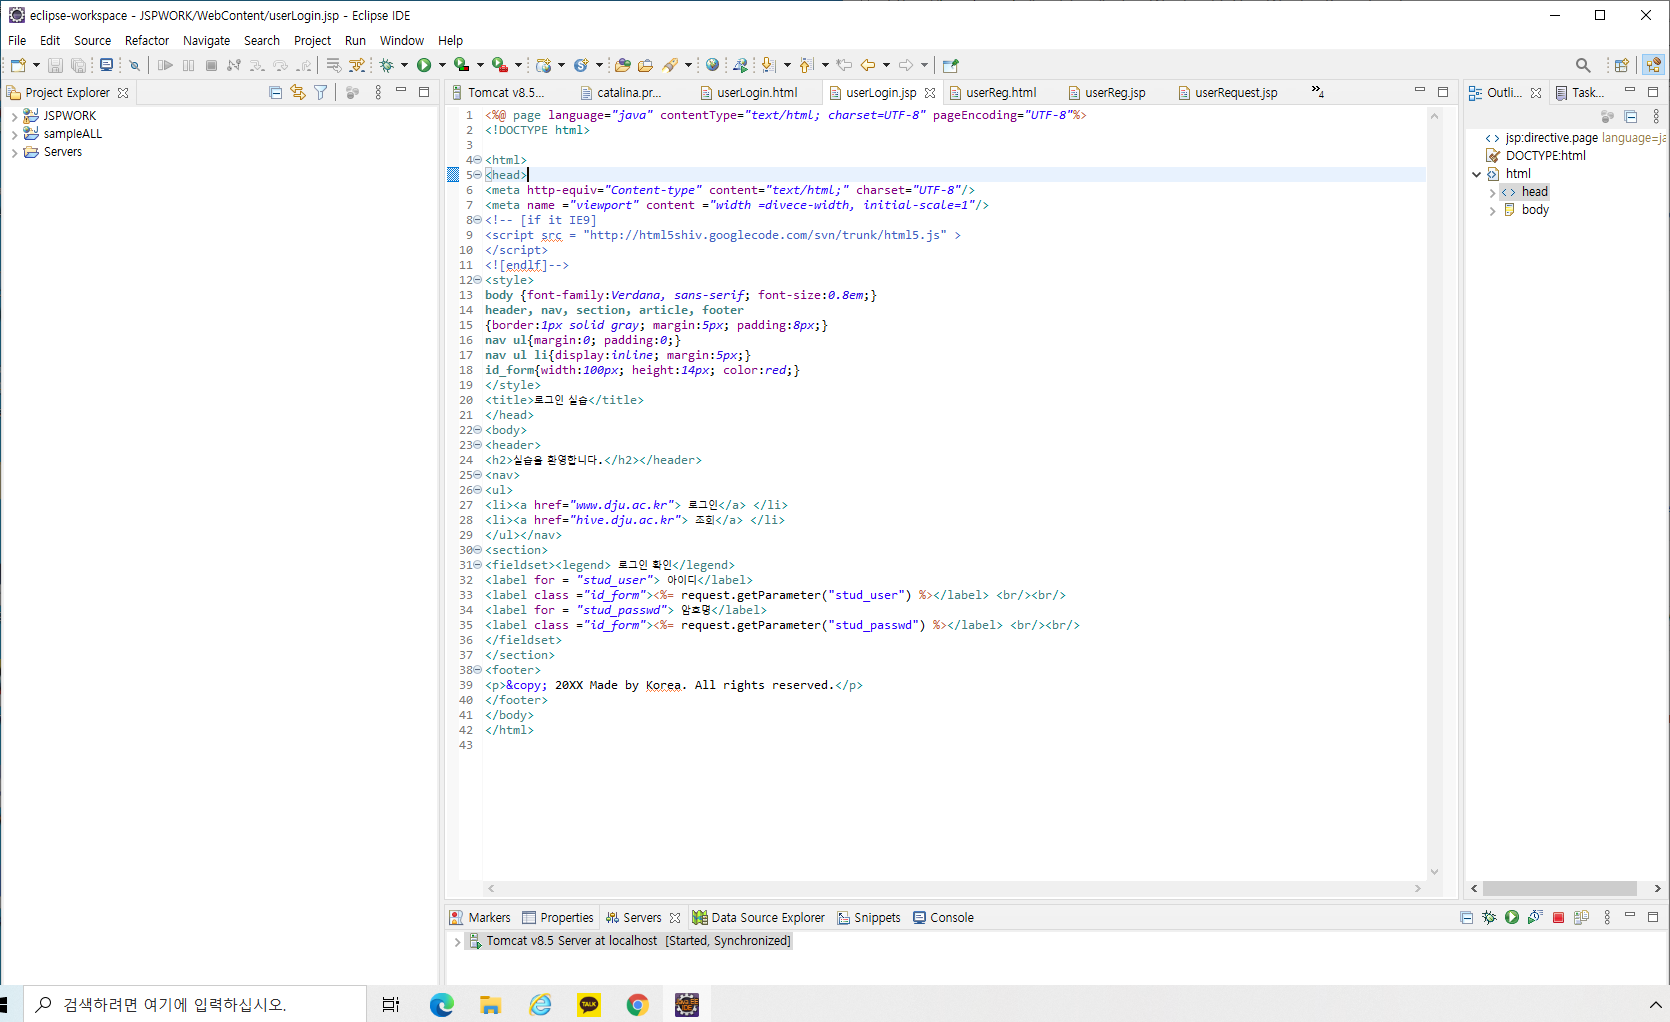 eclipse-workspace - JSPWORK/WebContent/userLogin.jsp - Eclipse IDE
File Edit Source Refactor Navigate Search Project Run Window Help
Project Explorer
JSPWORK
sampleALL
Servers
Tomcat v8.5... catalina.pr... userLogin.html userLogin.jsp userReg.html userReg.jsp userRequest.jsp »4
1 <%@ page language="java" contentType="text/html; charset=UTF-8" pageEncoding="UTF-8"%>
2 <!DOCTYPE html>
3
4 <html>
5 <head>
6 <meta http-equiv="Content-type" content="text/html;" charset="UTF-8"/>
7 <meta name ="viewport" content ="width =divece-width, initial-scale=1"/>
8 <!-- [if it IE9]
9 <script src = "http://html5shiv.googlecode.com/svn/trunk/html5.js" >
10 </script>
11 <![endlf]-->
12 <style>
13 body {font-family:Verdana, sans-serif; font-size:0.8em;}
14 header, nav, section, article, footer
15 {border:1px solid gray; margin:5px; padding:8px;}
16 nav ul{margin:0; padding:0;}
17 nav ul li{display:inline; margin:5px;}
18 id_form{width:100px; height:14px; color:red;}
19 </style>
20 <title>로그인 실습</title>
21 </head>
22 <body>
23 <header>
24 <h2>실습을 환영합니다.</h2></header>
25 <nav>
26 <ul>
27 <li><a href="www.dju.ac.kr"> 로그인</a> </li>
28 <li><a href="hive.dju.ac.kr"> 조회</a> </li>
29 </ul></nav>
30 <section>
31 <fieldset><legend> 로그인 확인</legend>
32 <label for = "stud_user"> 아이디</label>
33 <label class ="id_form"><%= request.getParameter("stud_user") %></label> <br/><br/>
34 <label for = "stud_passwd"> 암흐명</label>
35 <label class ="id_form"><%= request.getParameter("stud_passwd") %></label> <br/><br/>
36 </fieldset>
37 </section>
38 <footer>
39 <p>&copy; 20XX Made by Korea. All rights reserved.</p>
40 </footer>
41 </body>
42 </html>
43
Outli... Task...
jsp:directive.page language=ja
DOCTYPE:html
html
head
body
Markers Properties Servers Data Source Explorer Snippets Console
Tomcat v8.5 Server at localhost [Started, Synchronized]
검색하려면 여기에 입력하십시오.
TALK